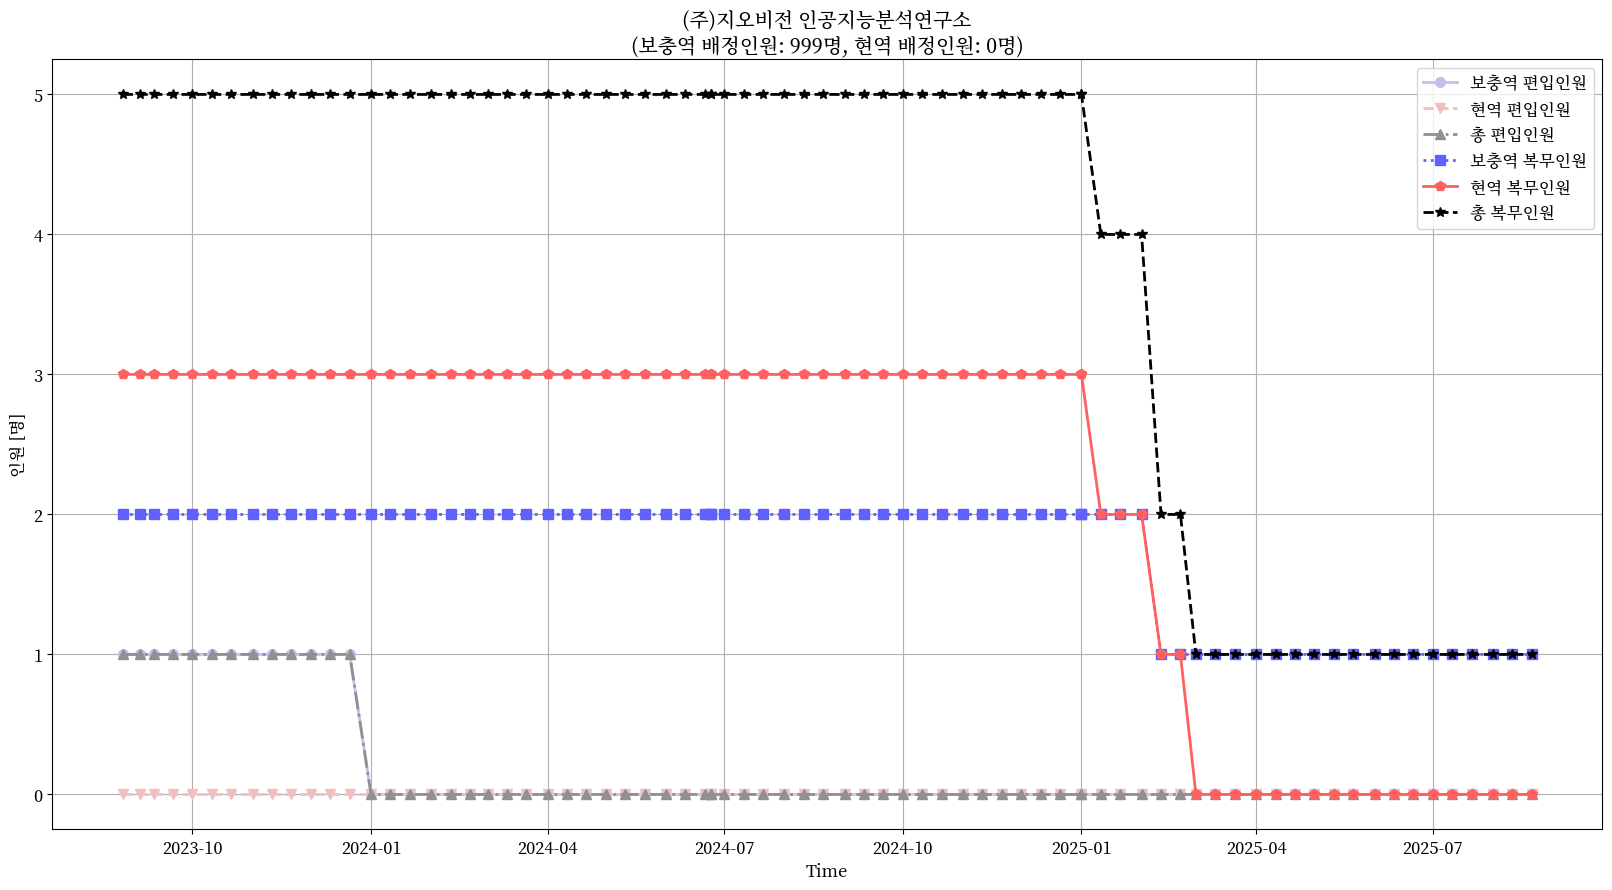 (주)지오비전 인공지능분석연구소
(보충역 배정인원: 999명, 현역 배정인원: 0명)
보충역 편입인원
현역 편입인원
총 편입인원
보충역 복무인원
현역 복무인원
총 복무인원
인원 [명]
5
4
3
2
1
0
2023-10
2024-01
2024-04
2024-07
2024-10
2025-01
2025-04
2025-07
Time